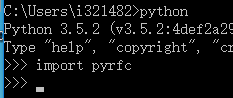 C:\Users\i321482>python
Python 3.5.2 (v3.5.2:4def2a29
Type "help", "copyright", "cr
>>> import pyrfc
>>>